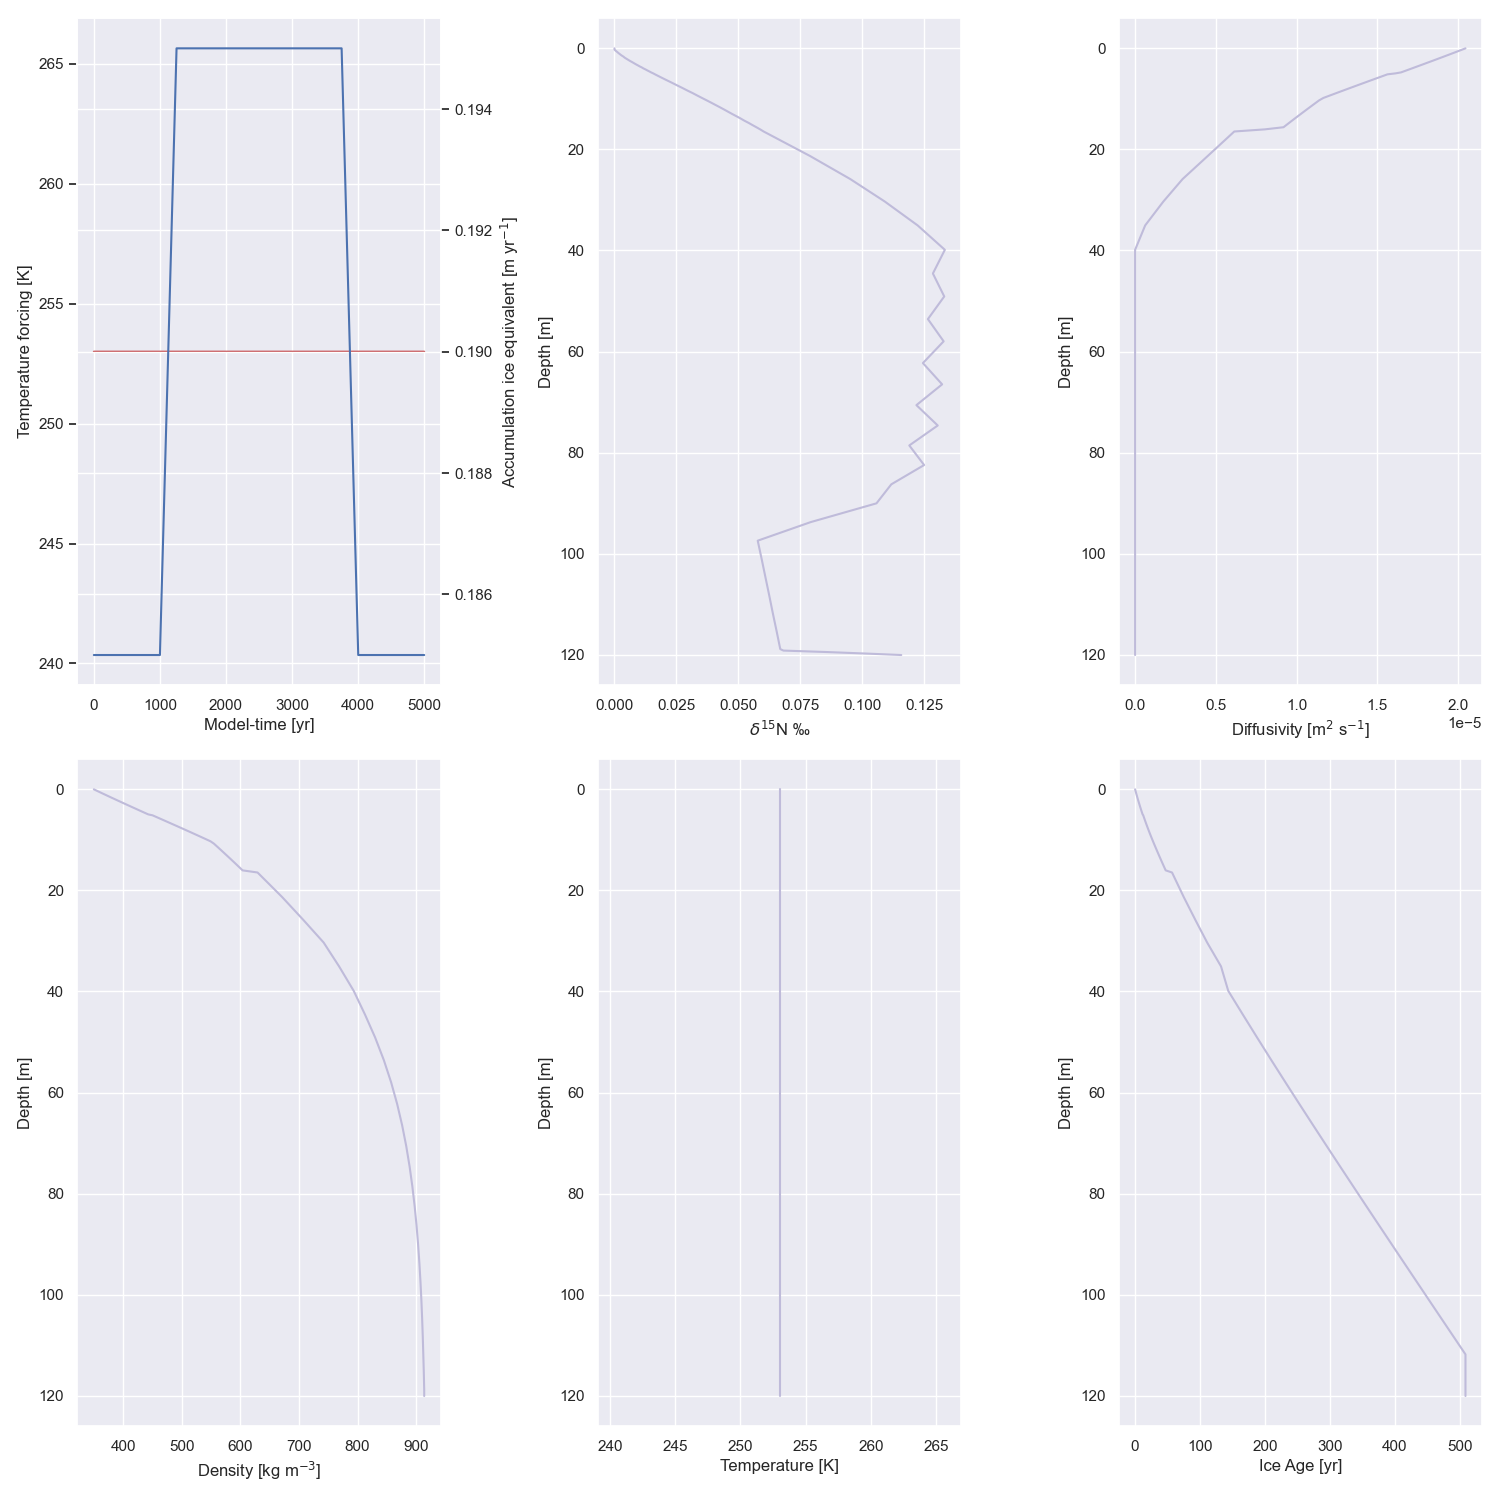 265
260
255
250
245
240
Temperature forcing [K]
0.194
0.192
0.190
0.188
0.186
Accumulation ice equivalent [m yr⁻¹]
0 1000 2000 3000 4000 5000
Model-time [yr]
0
20
40
60
80
100
120
Depth [m]
0.000 0.025 0.050 0.075 0.100 0.125
δ¹⁵N ‰
0
20
40
60
80
100
120
Depth [m]
0.0 0.5 1.0 1.5 2.0
1e−5
Diffusivity [m² s⁻¹]
0
20
40
60
80
100
120
Depth [m]
400 500 600 700 800 900
Density [kg m⁻³]
0
20
40
60
80
100
120
Depth [m]
240 245 250 255 260 265
Temperature [K]
0
20
40
60
80
100
120
Depth [m]
0 100 200 300 400 500
Ice Age [yr]